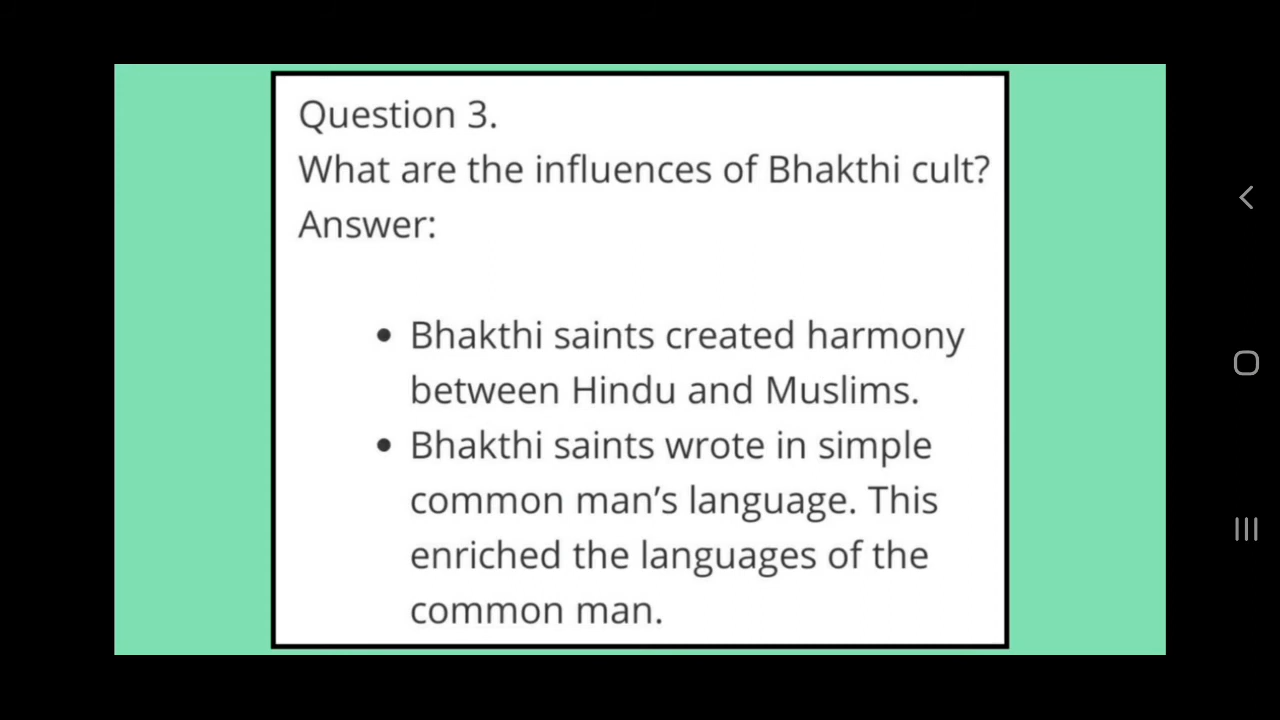 Question 3.
What are the influences of Bhakthi cult?
Answer:
• Bhakthi saints created harmony
between Hindu and Muslims.
• Bhakthi saints wrote in simple
common man’s language. This
enriched the languages of the
common man.